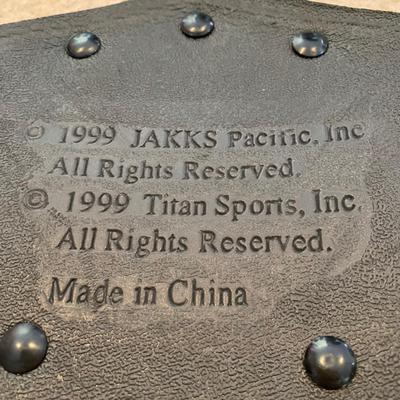 © 1999 JAKKS Pacific, Inc
All Rights Reserved.
© 1999 Titan Sports, Inc.
All Rights Reserved.
Made in China